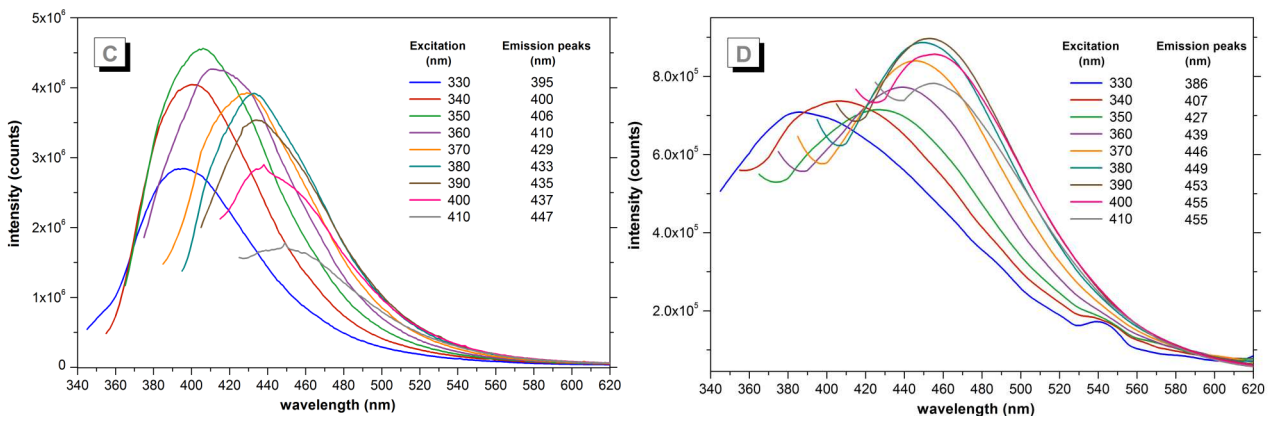 C
Excitation (nm) Emission peaks (nm)
330 395
340 400
350 406
360 410
370 429
380 433
390 435
400 437
410 447
5x10⁶
4x10⁶
3x10⁶
2x10⁶
1x10⁶
0
intensity (counts)
340 360 380 400 420 440 460 480 500 520 540 560 580 600 620
wavelength (nm)
D
Excitation (nm) Emission peaks (nm)
330 386
340 407
350 427
360 439
370 446
380 449
390 453
400 455
410 455
8.0x10⁵
6.0x10⁵
4.0x10⁵
2.0x10⁵
intensity (counts)
340 360 380 400 420 440 460 480 500 520 540 560 580 600 620
wavelength (nm)